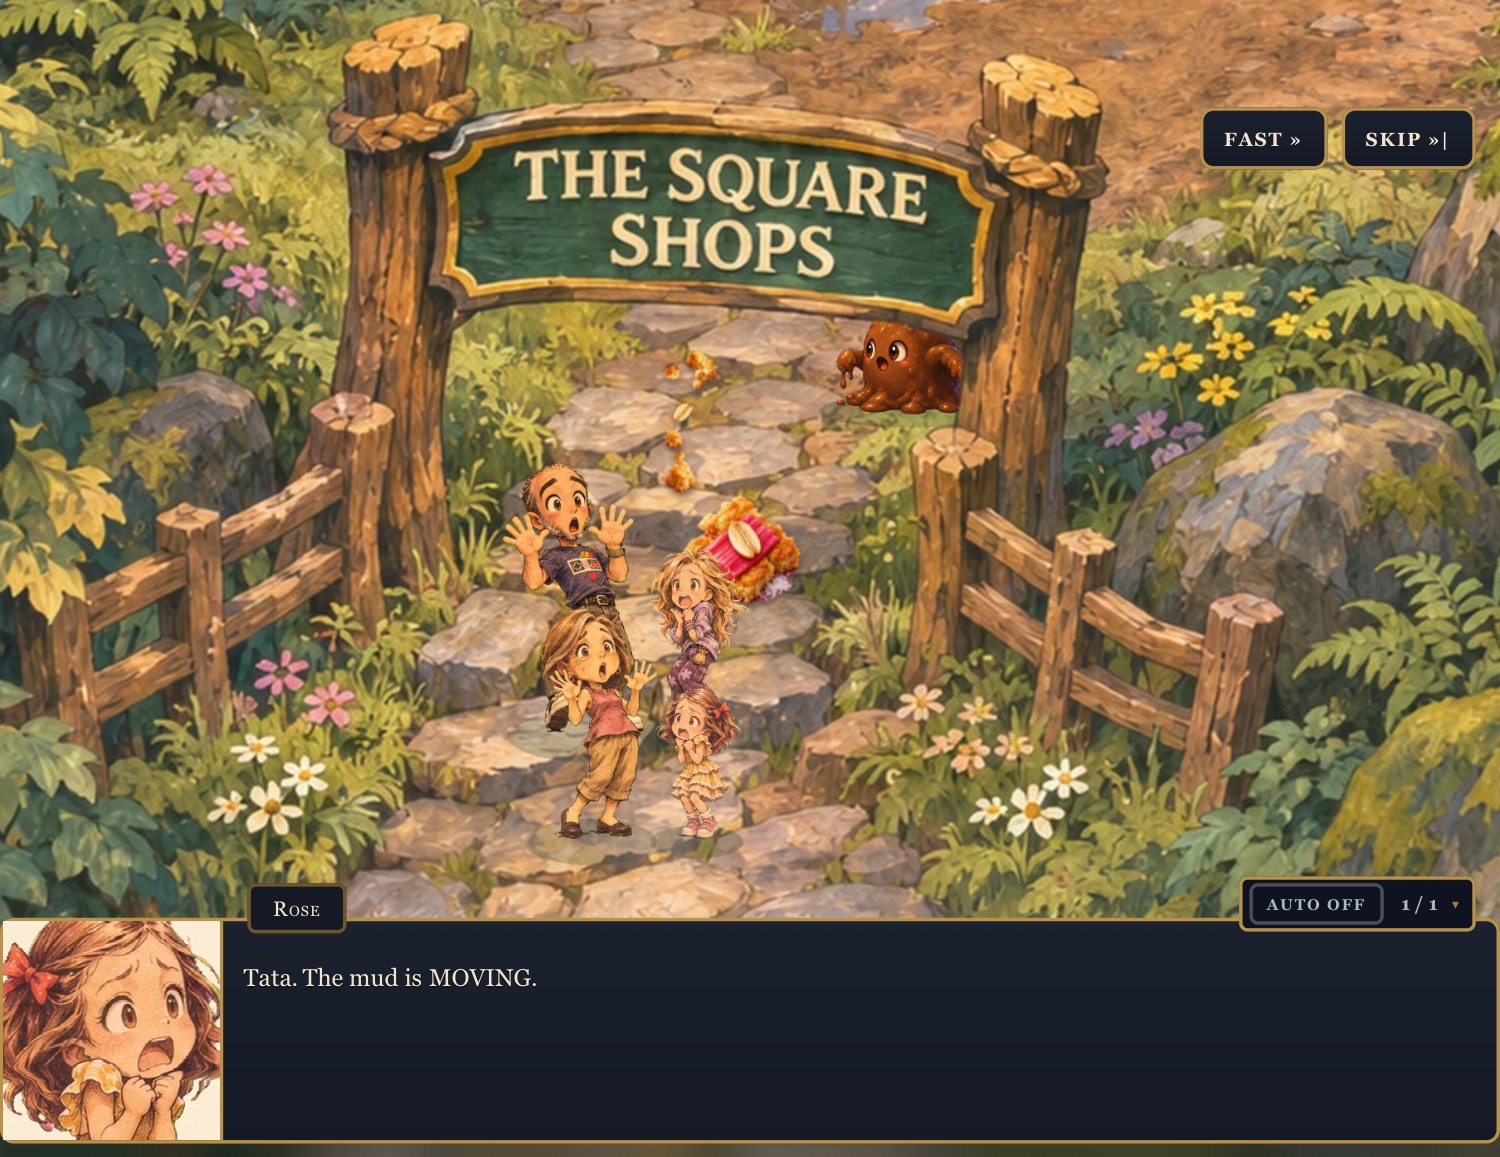 THE SQUARE
SHOPS
FAST »
SKIP »|
Rose
AUTO OFF
1 / 1 ▼
Tata. The mud is MOVING.